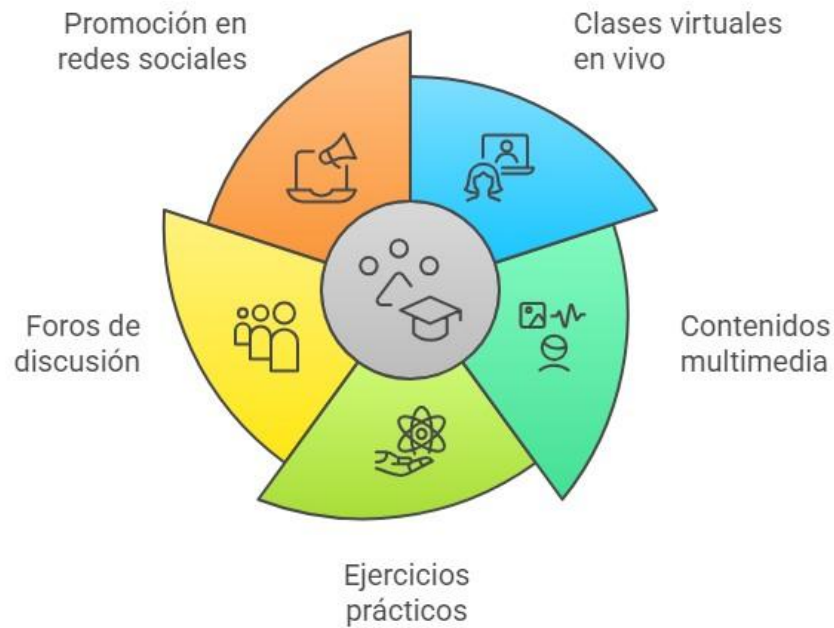 Promoción en
redes sociales
Clases virtuales
en vivo
Foros de
discusión
Contenidos
multimedia
Ejercicios
prácticos